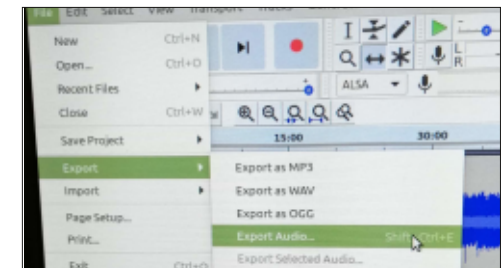 File Edit Select View Transport Tracks
New Ctrl+N
Open... Ctrl+O
Recent Files
Close Ctrl+W
Save Project
Export
Import
Page Setup...
Print...
Exit Ctrl+Q
L
R
ALSA
15:00 30:00
Export as MP3
Export as WAV
Export as OGG
Export Audio... Shift+Ctrl+E
Export Selected Audio...